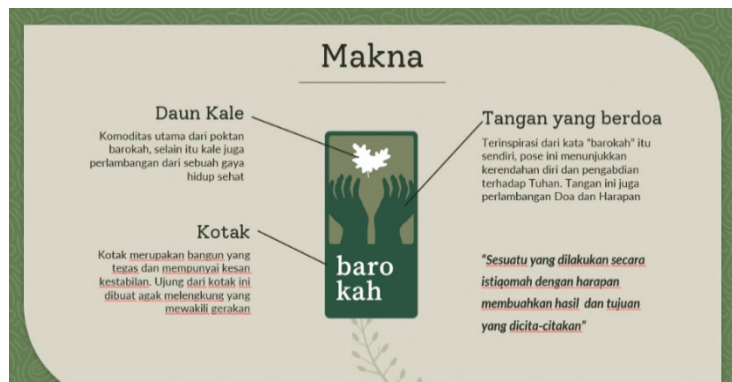 Makna
Daun Kale
Komoditas utama dari poktan
barokah, selain itu kale juga
perlambangan dari sebuah gaya
hidup sehat
Kotak
Kotak merupakan bangun yang
tegas dan mempunyai kesan
kestabilan. Ujung dari kotak ini
dibuat agak melengkung yang
mewakili gerakan
baro
kah
Tangan yang berdoa
Terinspirasi dari kata “barokah” itu
sendiri, pose ini menunjukkan
kerendahan diri dan pengabdian
terhadap Tuhan. Tangan ini juga
perlambangan Doa dan Harapan
“Sesuatu yang dilakukan secara
istiqomah dengan harapan
membuahkan hasil dan tujuan
yang dicita-citakan”